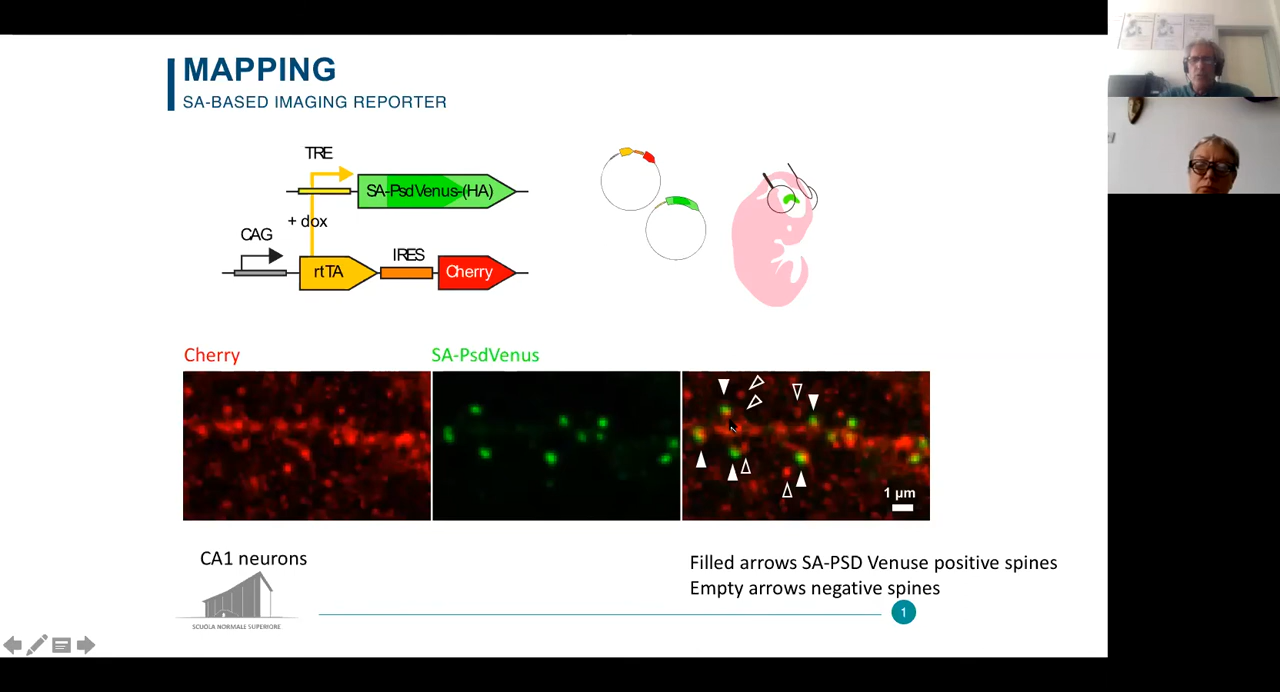 MAPPING
SA-BASED IMAGING REPORTER
TRE
SA-PsdVenus-(HA)
+ dox
CAG
rtTA
IRES
Cherry
Cherry
SA-PsdVenus
1 µm
CA1 neurons
Filled arrows SA-PSD Venuse positive spines
Empty arrows negative spines
SCUOLA NORMALE SUPERIORE
1